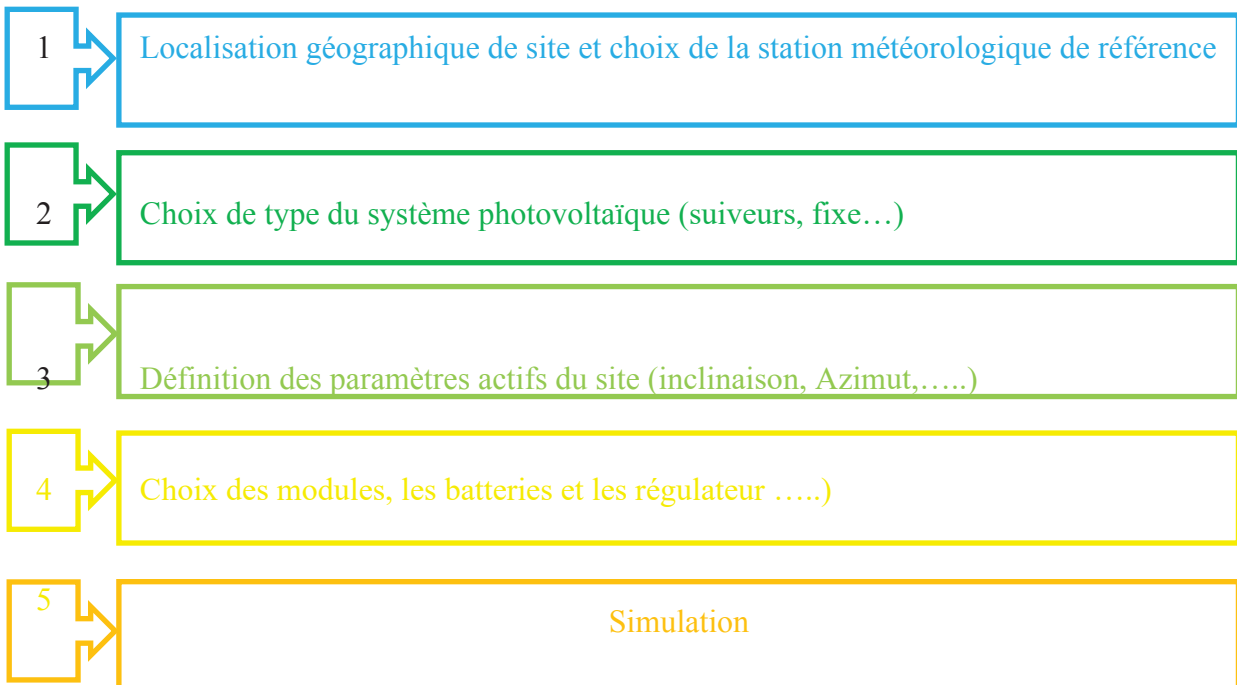 1
Localisation géographique de site et choix de la station météorologique de référence
2
Choix de type du système photovoltaïque (suiveurs, fixe…)
3
Définition des paramètres actifs du site (inclinaison, Azimut,…..)
4
Choix des modules, les batteries et les régulateur …..)
5
Simulation